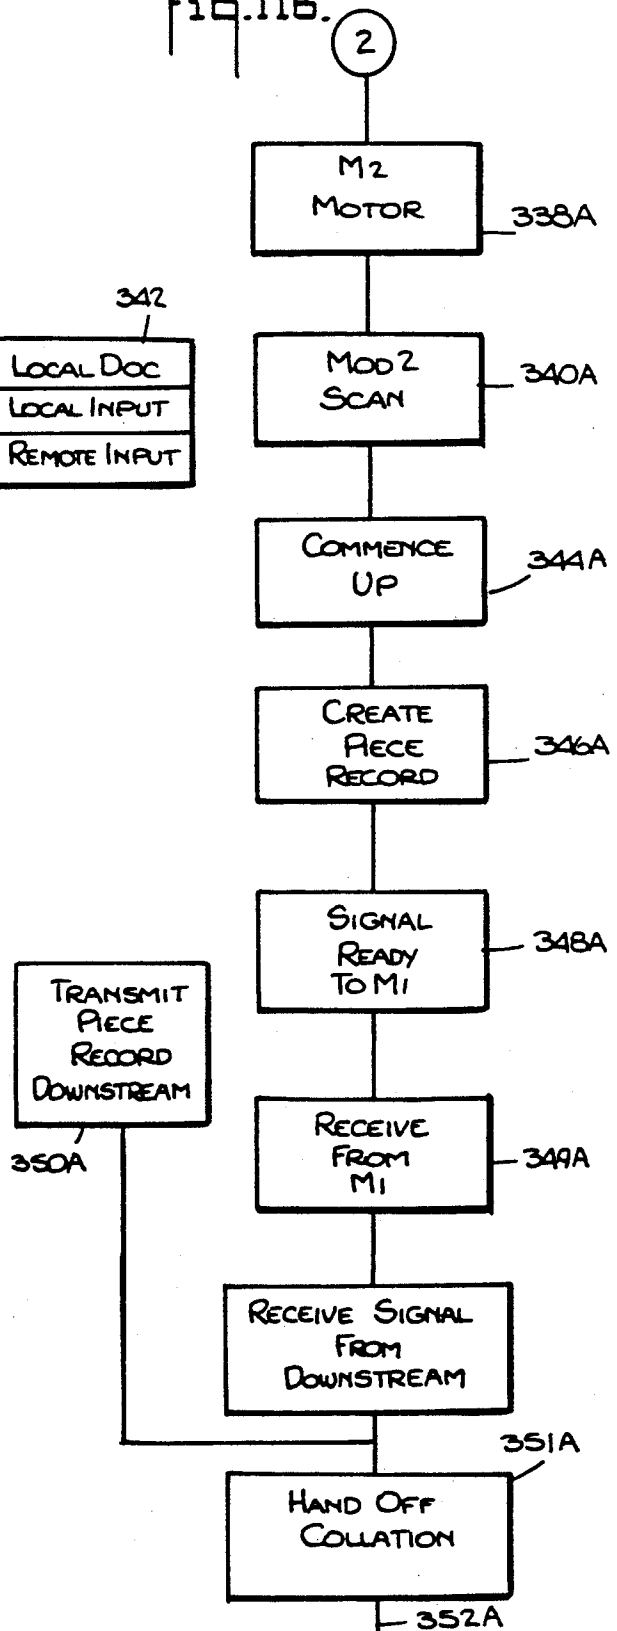 Fig.11B.
2
M2
MOTOR
338A
342
LOCAL DOC
LOCAL INPUT
REMOTE INPUT
MOD 2
SCAN
340A
COMMENCE
UP
344A
CREATE
PIECE
RECORD
346A
SIGNAL
READY
TO M1
348A
TRANSMIT
PIECE
RECORD
DOWNSTREAM
350A
RECEIVE
FROM
M1
349A
RECEIVE SIGNAL
FROM
DOWNSTREAM
351A
HAND OFF
COLLATION
352A